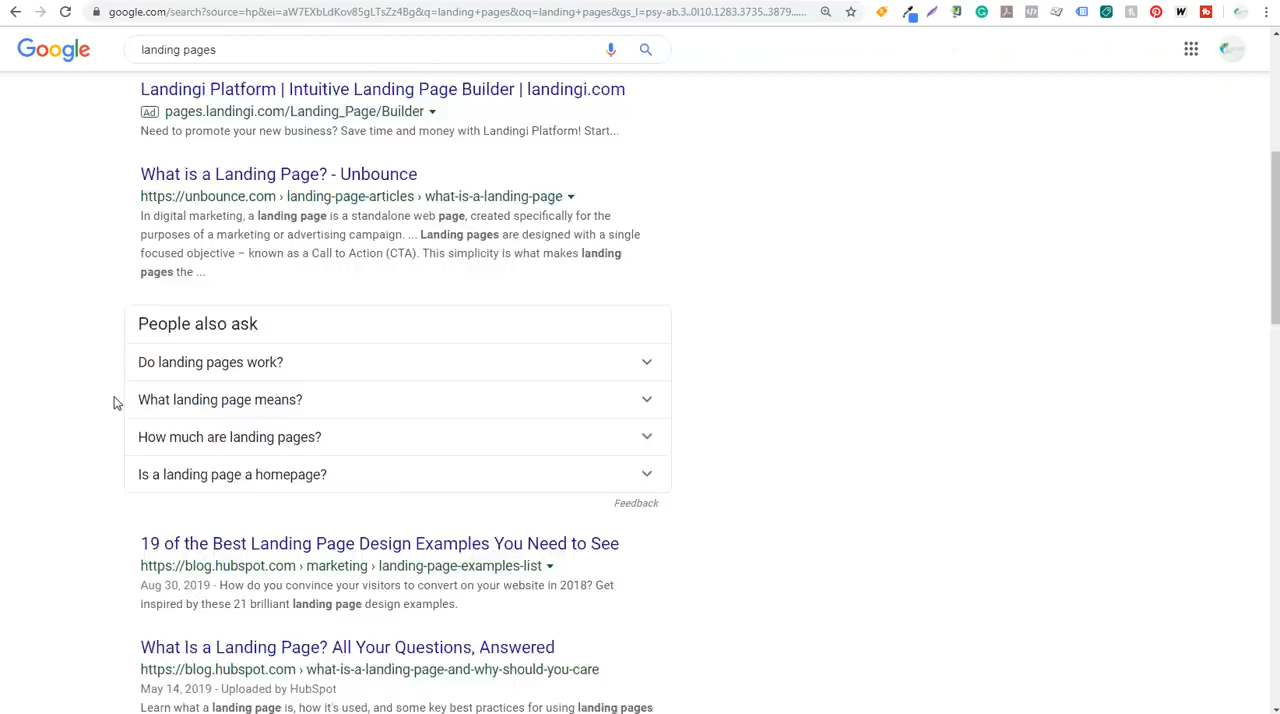 google.com/search?source=hp&ei=aW7EXbLdKov85gLTsZz4Bg&q=landing+pages&oq=landing+pages&gs_l=psy-ab.3..0l10.1283.3735..3879......
Google
landing pages
Landingi Platform | Intuitive Landing Page Builder | landingi.com
Ad pages.landingi.com/Landing_Page/Builder
Need to promote your new business? Save time and money with Landingi Platform! Start...
What is a Landing Page? - Unbounce
https://unbounce.com › landing-page-articles › what-is-a-landing-page
In digital marketing, a landing page is a standalone web page, created specifically for the
purposes of a marketing or advertising campaign. ... Landing pages are designed with a single
focused objective – known as a Call to Action (CTA). This simplicity is what makes landing
pages the ...
People also ask
Do landing pages work?
What landing page means?
How much are landing pages?
Is a landing page a homepage?
Feedback
19 of the Best Landing Page Design Examples You Need to See
https://blog.hubspot.com › marketing › landing-page-examples-list
Aug 30, 2019 - How do you convince your visitors to convert on your website in 2018? Get
inspired by these 21 brilliant landing page design examples.
What Is a Landing Page? All Your Questions, Answered
https://blog.hubspot.com › what-is-a-landing-page-and-why-should-you-care
May 14, 2019 - Uploaded by HubSpot
Learn what a landing page is, how it's used, and some key best practices for using landing pages